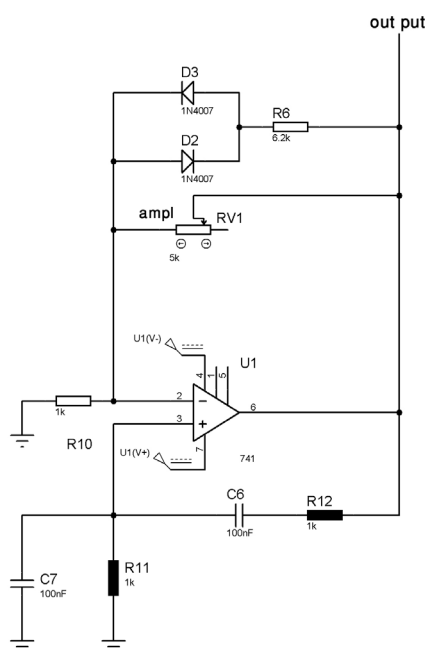 out put
D3
1N4007
R6
6.2k
D2
1N4007
ampl
RV1
5k
U1(V-)
U1
4
1
5
2
6
3
1k
R10
7
U1(V+)
741
C6
R12
100nF
1k
C7
100nF
R11
1k